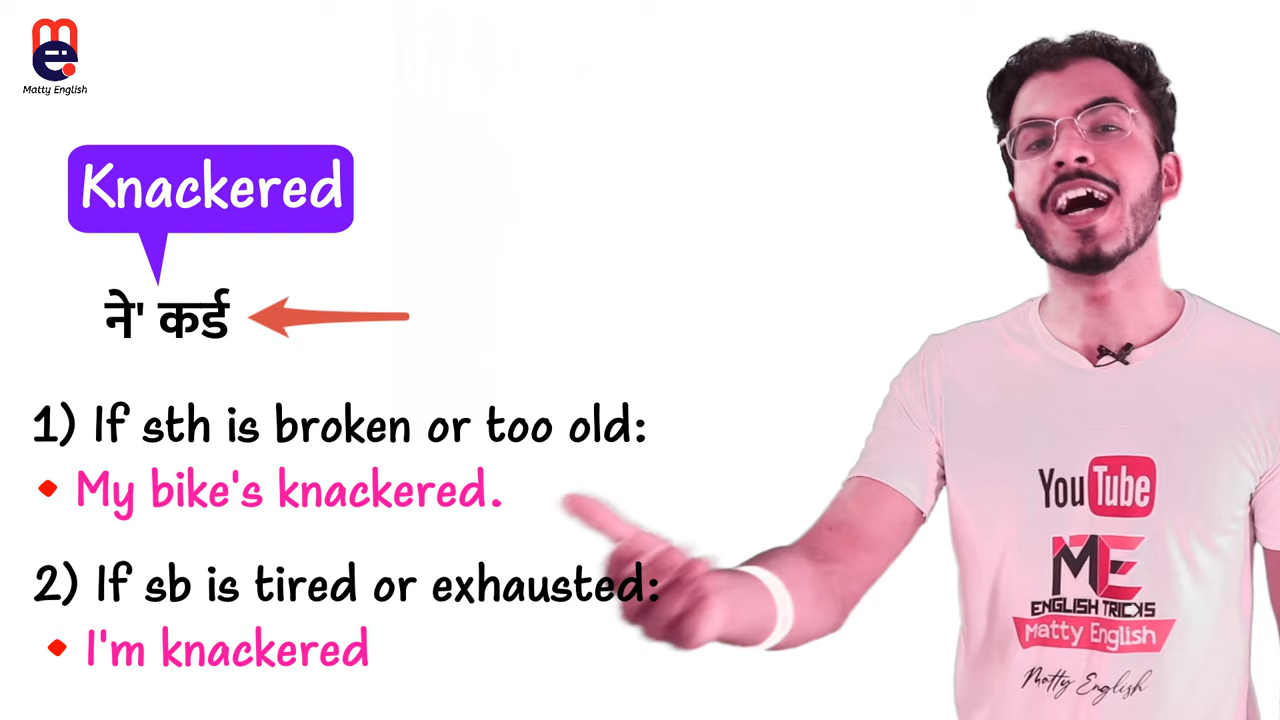 Matty English
Knackered
ने' कर्ड
1) If sth is broken or too old:
My bike's knackered.
2) If sb is tired or exhausted:
I'm knackered
YouTube
ME
ENGLISH TRICKS
Matty English
Matty English